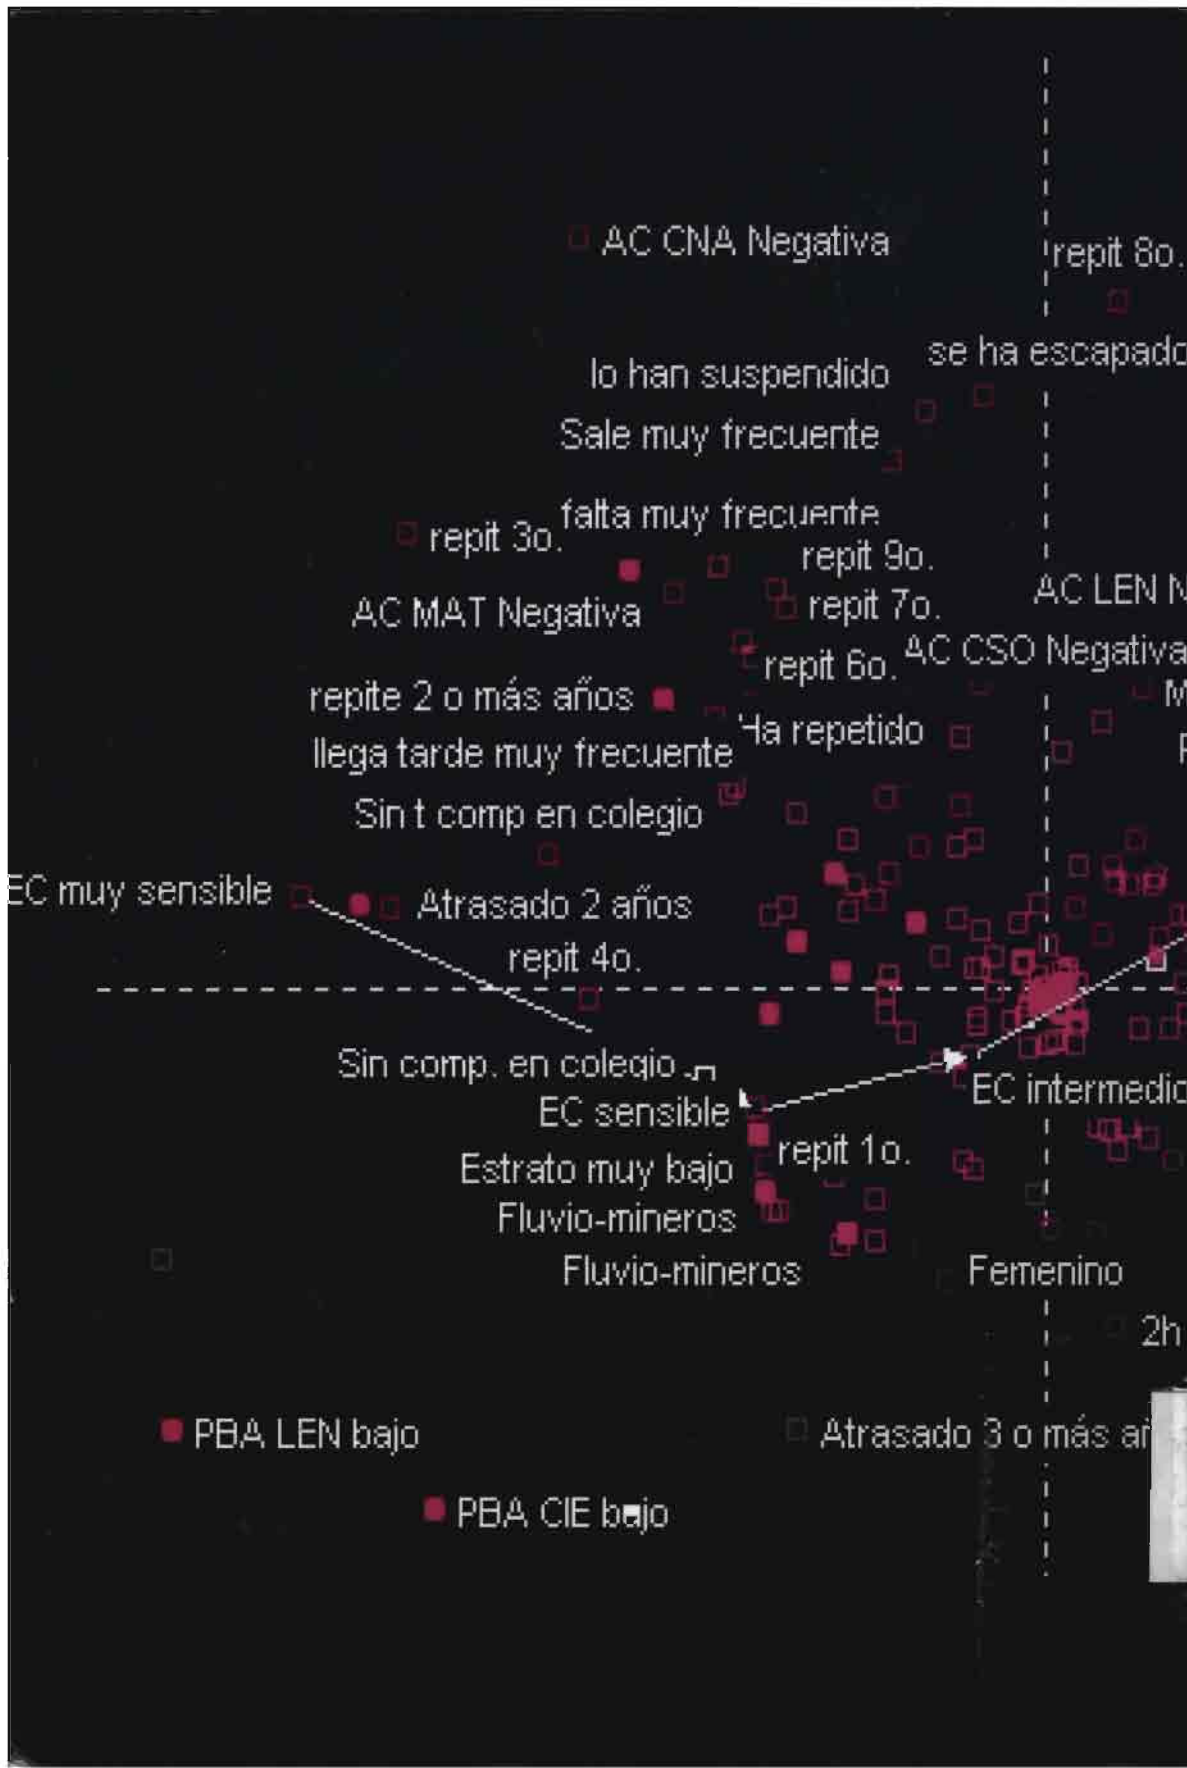 AC CNA Negativa
repit 8o.
se ha escapado
lo han suspendido
Sale muy frecuente
falta muy frecuente
repit 3o.
repit 9o.
AC LEN N
AC MAT Negativa
repit 7o.
AC CSO Negativa
repit 6o.
repite 2 o más años
M
Ha repetido
llega tarde muy frecuente
Sin t comp en colegio
EC muy sensible
Atrasado 2 años
repit 4o.
Sin comp. en colegio
EC intermedio
EC sensible
repit 1o.
Estrato muy bajo
Fluvio-mineros
Fluvio-mineros
Femenino
2h
PBA LEN bajo
Atrasado 3 o más añ
PBA CIE bajo